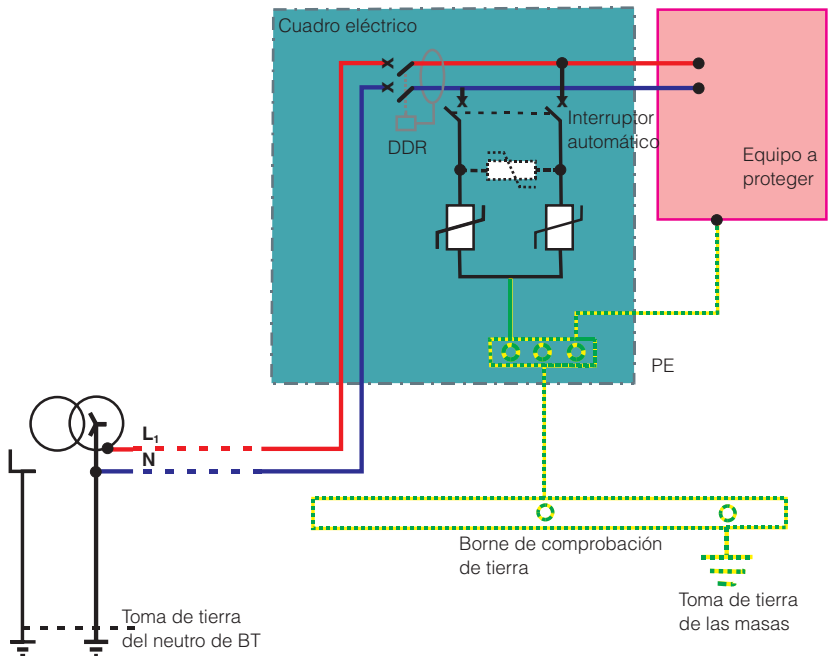 Cuadro eléctrico
DDR
Interruptor
automático
Equipo a
proteger
PE
L1
N
Borne de comprobación
de tierra
Toma de tierra
del neutro de BT
Toma de tierra
de las masas